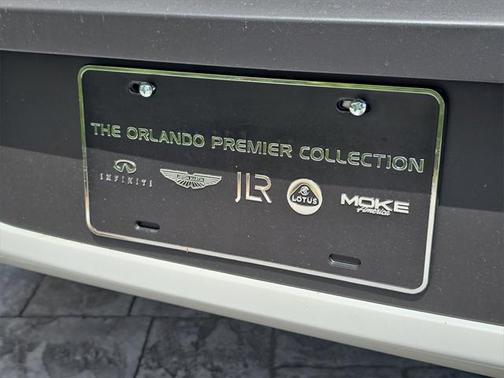 THE ORLANDO PREMIER COLLECTION
INFINITI JLR LOTUS MOKE America